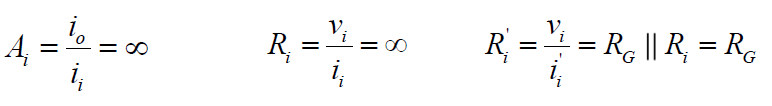 A_i = i_o / i_i = ∞    R_i = v_i / i_i = ∞    R_i' = v_i / i_i' = R_G || R_i = R_G